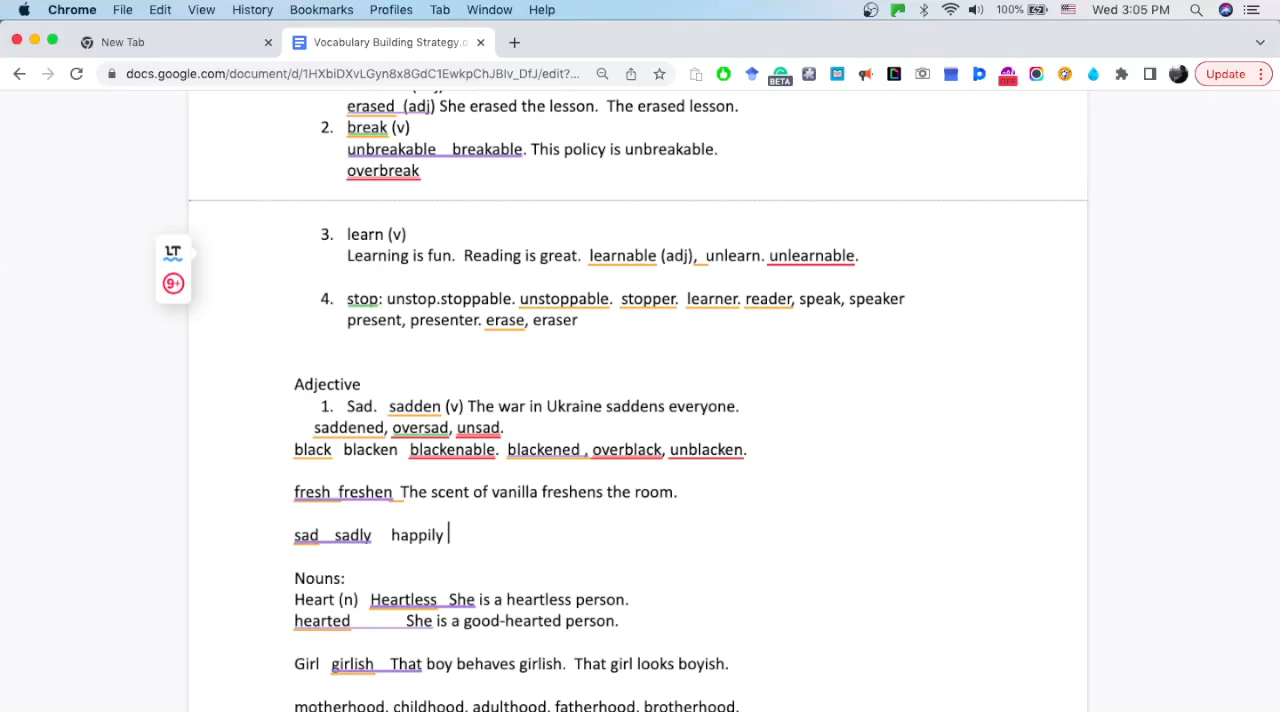 Chrome File Edit View History Bookmarks Profiles Tab Window Help 100% Wed 3:05 PM
New Tab Vocabulary Building Strategy.d
docs.google.com/document/d/1HXbiDXvLGyn8x8GdC1EwkpChJBlv_DfJ/edit?... BETA OFF Update
erased (adj) She erased the lesson. The erased lesson.
2. break (v)
unbreakable breakable. This policy is unbreakable.
overbreak
3. learn (v)
LT
Learning is fun. Reading is great. learnable (adj), unlearn. unlearnable.
9+
4. stop: unstop.stoppable. unstoppable. stopper. learner. reader, speak, speaker
present, presenter. erase, eraser
Adjective
1. Sad. sadden (v) The war in Ukraine saddens everyone.
saddened, oversad, unsad.
black blacken blackenable. blackened , overblack, unblacken.
fresh freshen The scent of vanilla freshens the room.
sad sadly happily
Nouns:
Heart (n) Heartless She is a heartless person.
hearted She is a good-hearted person.
Girl girlish That boy behaves girlish. That girl looks boyish.
motherhood, childhood, adulthood, fatherhood, brotherhood.